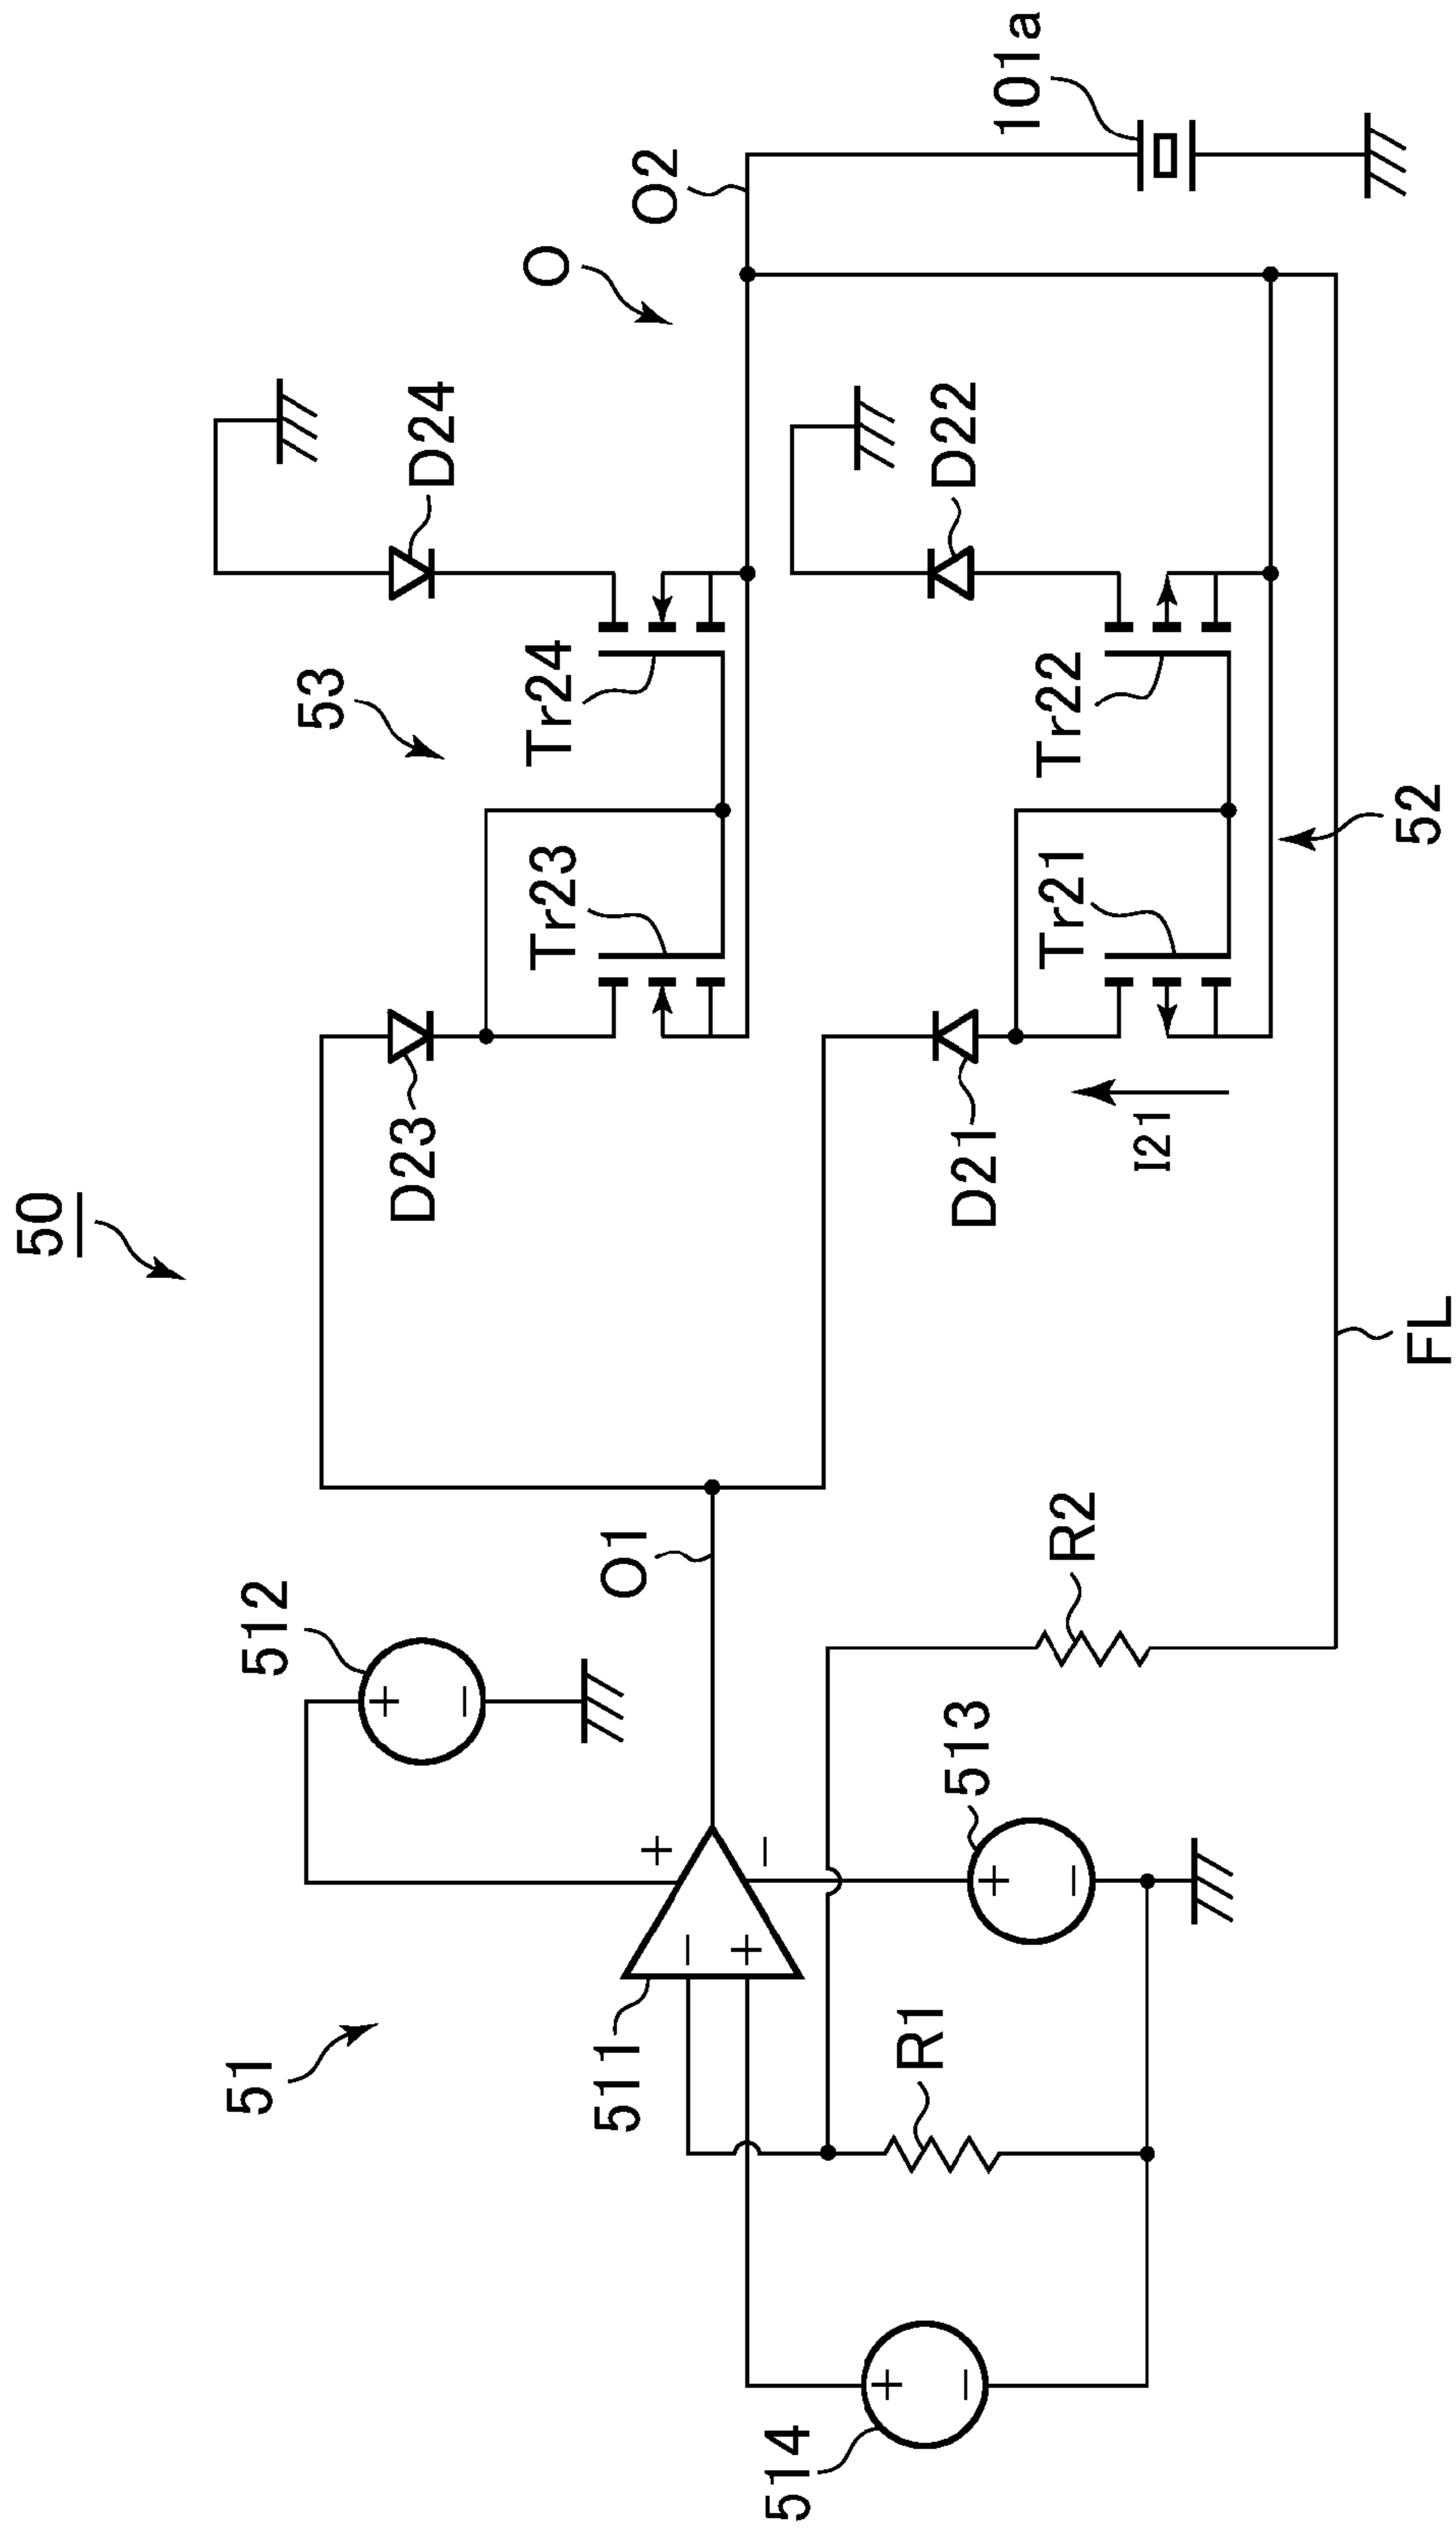 50
51
511
512
513
514
+
−
+
−
−
+
+
−
+
−
R1
R2
O1
FL
D23
D21
I21
Tr23
Tr21
53
52
Tr24
Tr22
D24
D22
O
O2
101a